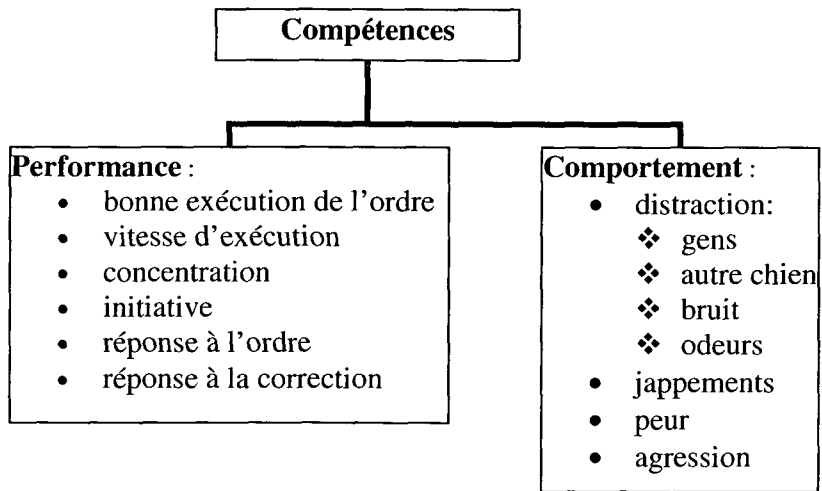 Compétences
Performance :
• bonne exécution de l'ordre
• vitesse d'exécution
• concentration
• initiative
• réponse à l'ordre
• réponse à la correction
Comportement :
• distraction:
❖ gens
❖ autre chien
❖ bruit
❖ odeurs
• jappements
• peur
• agression